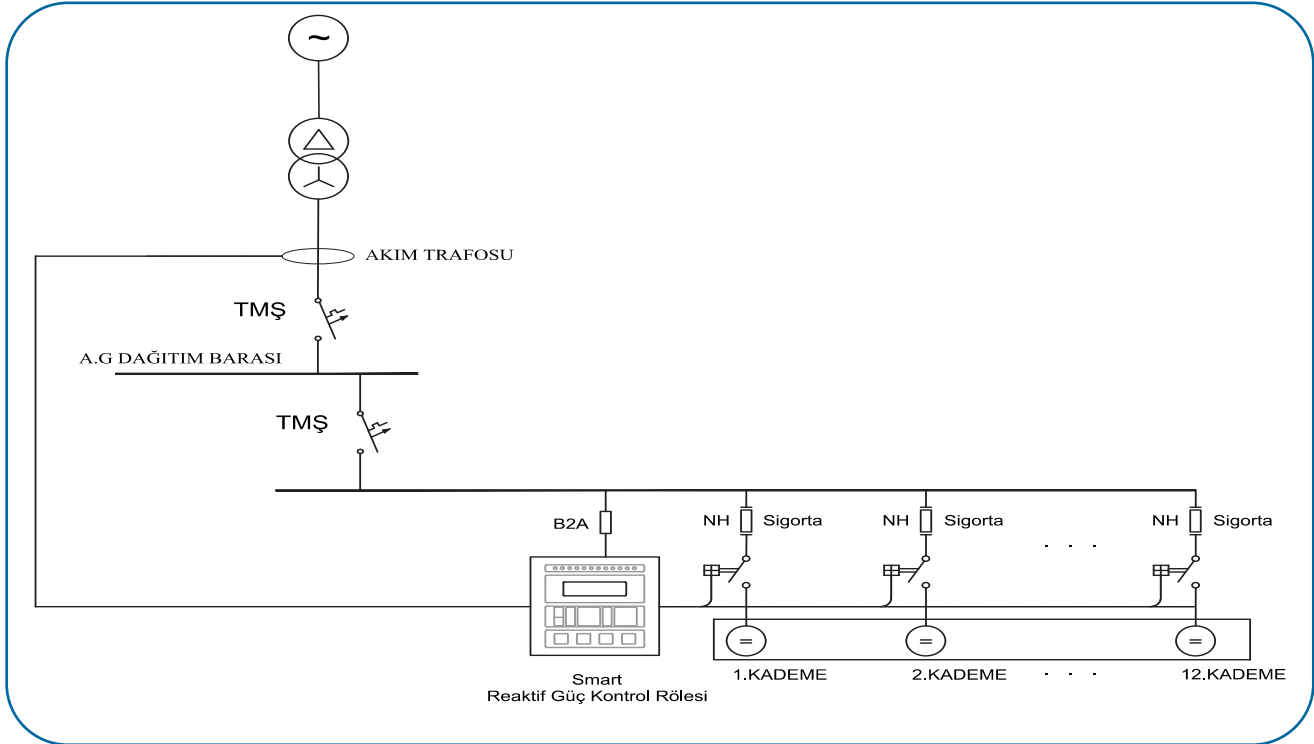 ~
AKIM TRAFOSU
TMŞ
A.G DAĞITIM BARASI
TMŞ
B2A
NH Sigorta
NH Sigorta
. . .
NH Sigorta
= = =
1.KADEME
2.KADEME
. . .
12.KADEME
Smart
Reaktif Güç Kontrol Rölesi